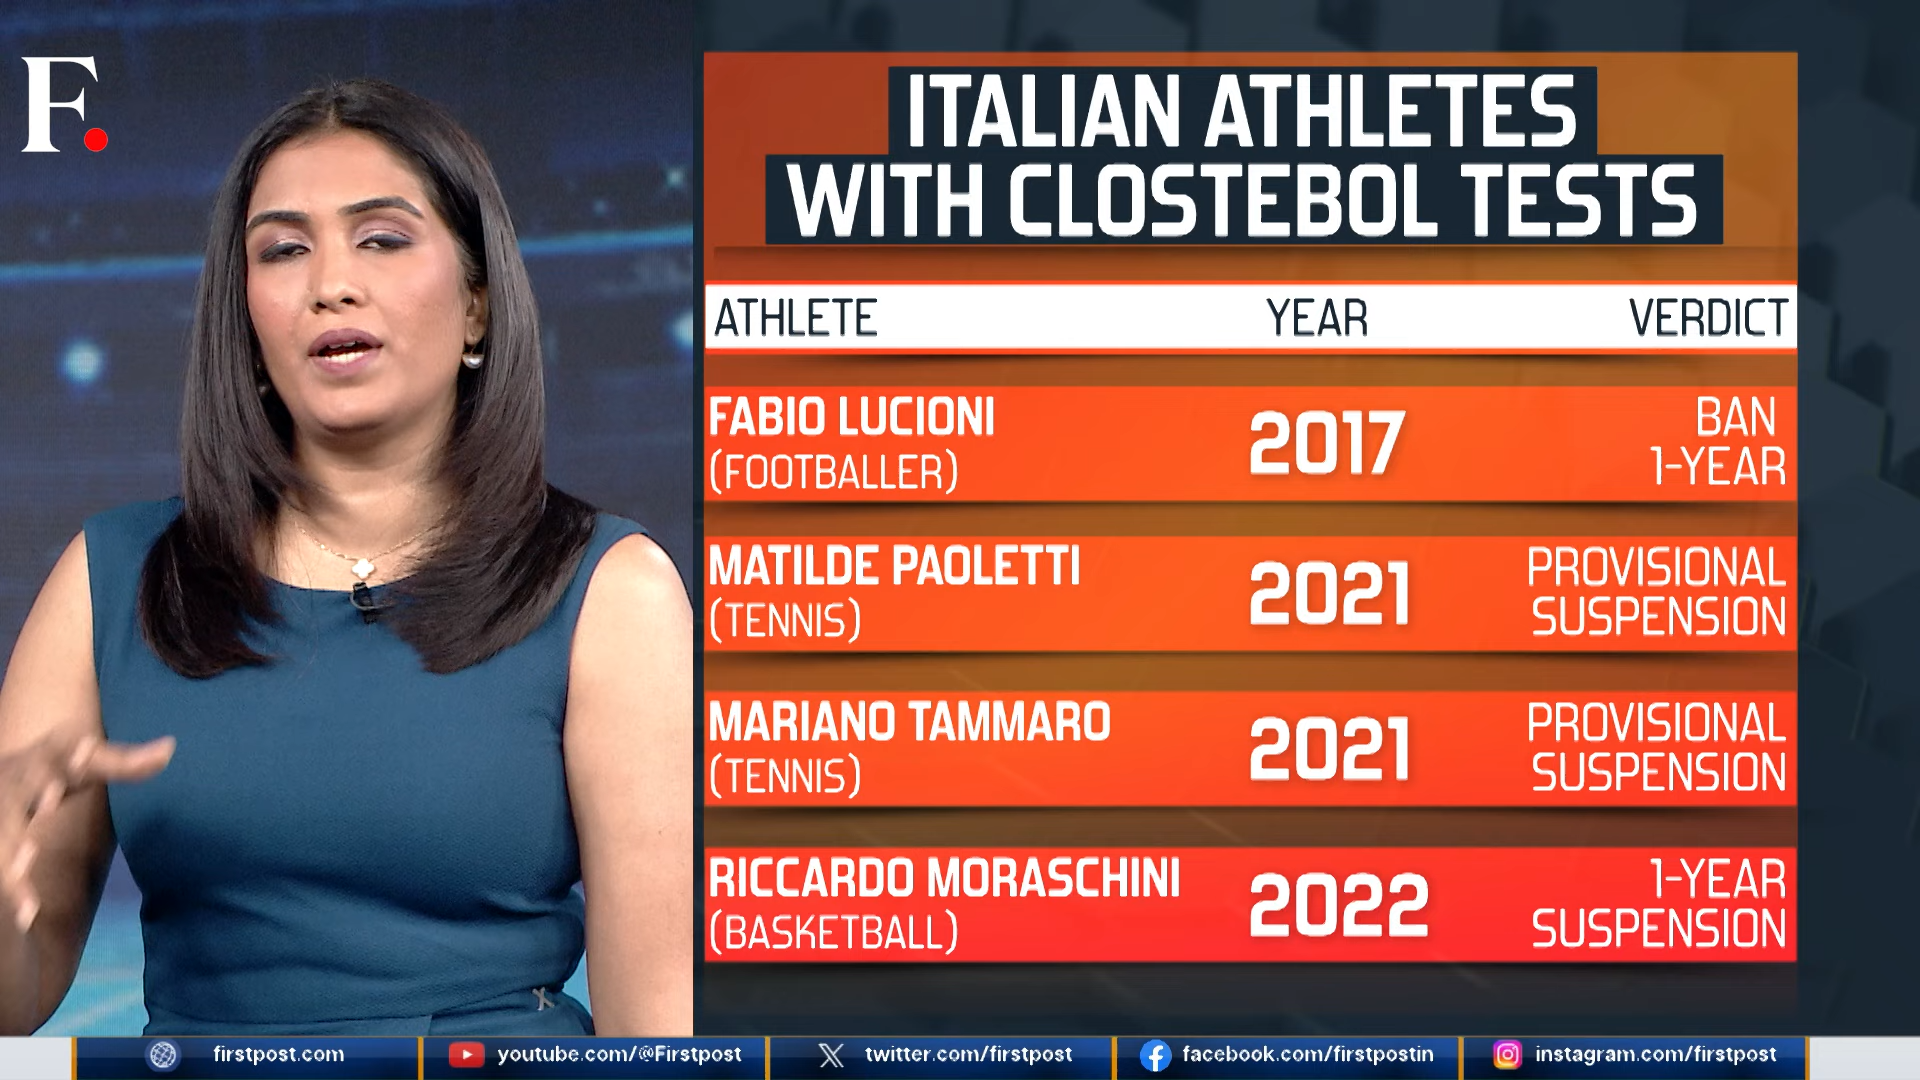 F.
ITALIAN ATHLETES
WITH CLOSTEBOL TESTS
ATHLETE YEAR VERDICT
FABIO LUCIONI
(FOOTBALLER)
2017
BAN
1-YEAR
MATILDE PAOLETTI
(TENNIS)
2021
PROVISIONAL
SUSPENSION
MARIANO TAMMARO
(TENNIS)
2021
PROVISIONAL
SUSPENSION
RICCARDO MORASCHINI
(BASKETBALL)
2022
1-YEAR
SUSPENSION
firstpost.com youtube.com/@Firstpost twitter.com/firstpost facebook.com/firstpostin instagram.com/firstpost